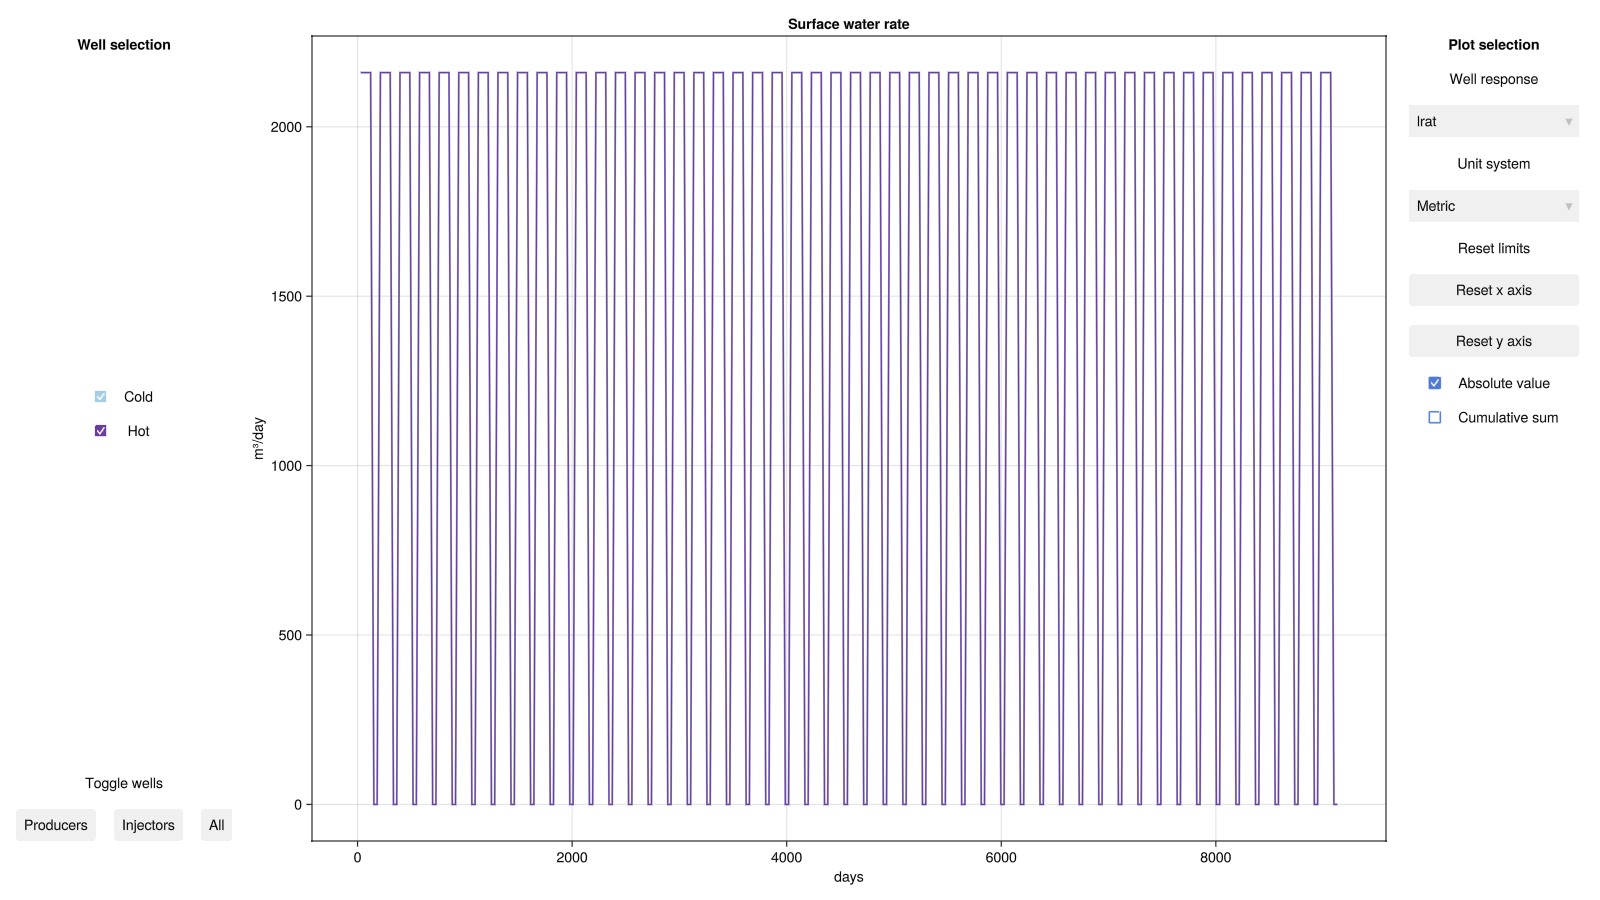 Well selection
Cold
Hot
Toggle wells
Producers Injectors All
Surface water rate
m³/day
2000
1500
1000
500
0
0 2000 4000 6000 8000
days
Plot selection
Well response
lrat
Unit system
Metric
Reset limits
Reset x axis
Reset y axis
Absolute value
Cumulative sum